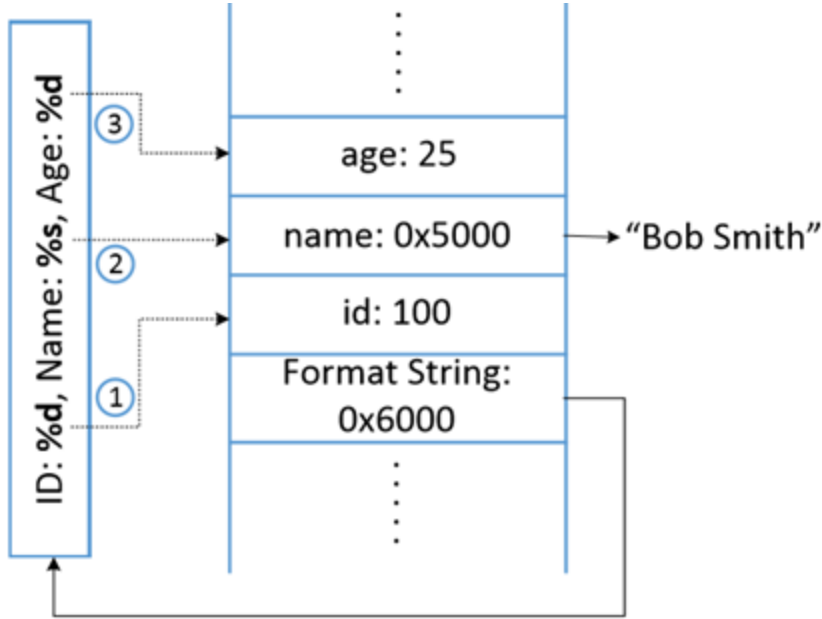 ID: %d, Name: %s, Age: %d
3
2
1
age: 25
name: 0x5000
id: 100
Format String:
0x6000
“Bob Smith”